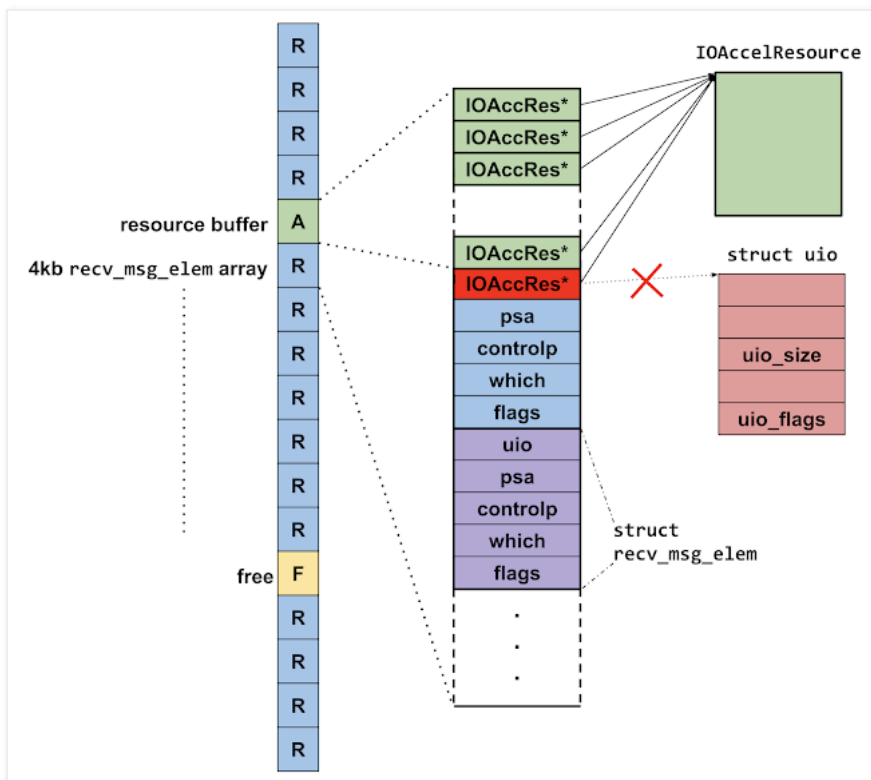 R
R
R
R
resource buffer
A
4kb recv_msg_elem array
R
R
R
R
R
R
R
free
F
R
R
R
R
IOAccRes*
IOAccRes*
IOAccRes*
IOAccRes*
IOAccRes*
psa
controlp
which
flags
uio
psa
controlp
which
flags
.
.
.
struct
recv_msg_elem
IOAccelResource
struct uio
uio_size
uio_flags